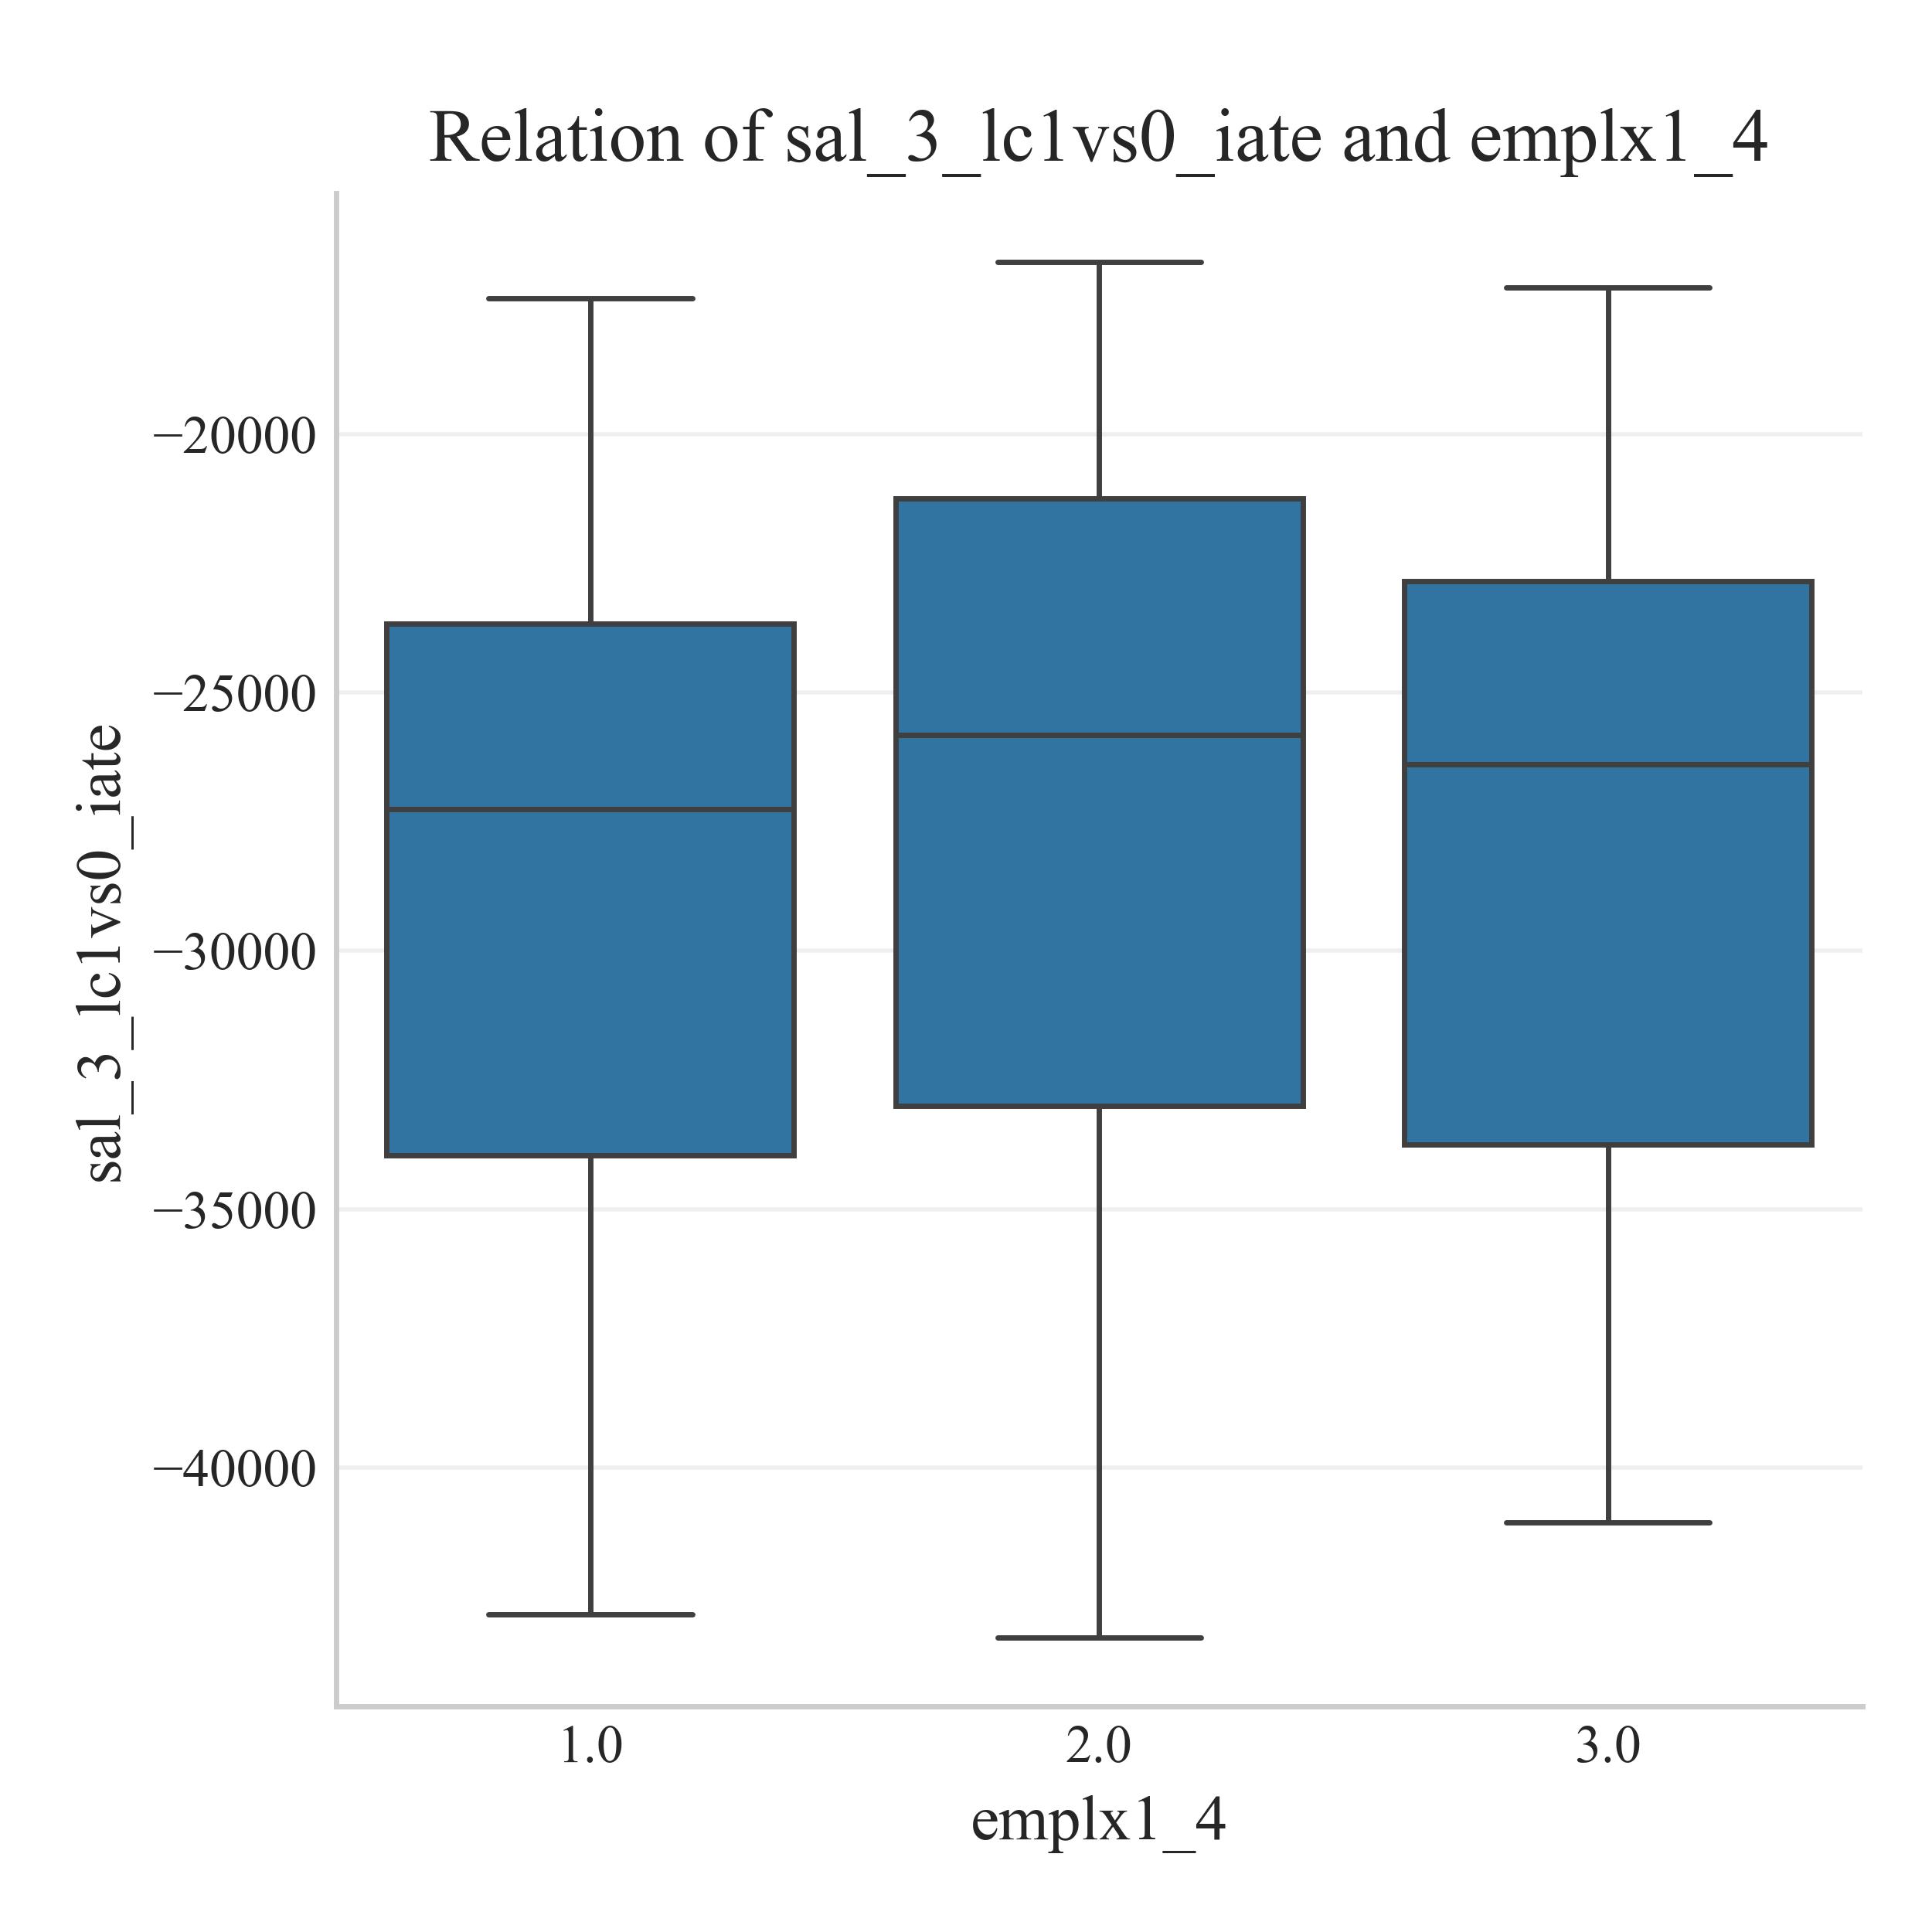 Relation of sal_3_lc1vs0_iate and emplx1_4
sal_3_lc1vs0_iate
−20000
−25000
−30000
−35000
−40000
1.0 2.0 3.0
emplx1_4